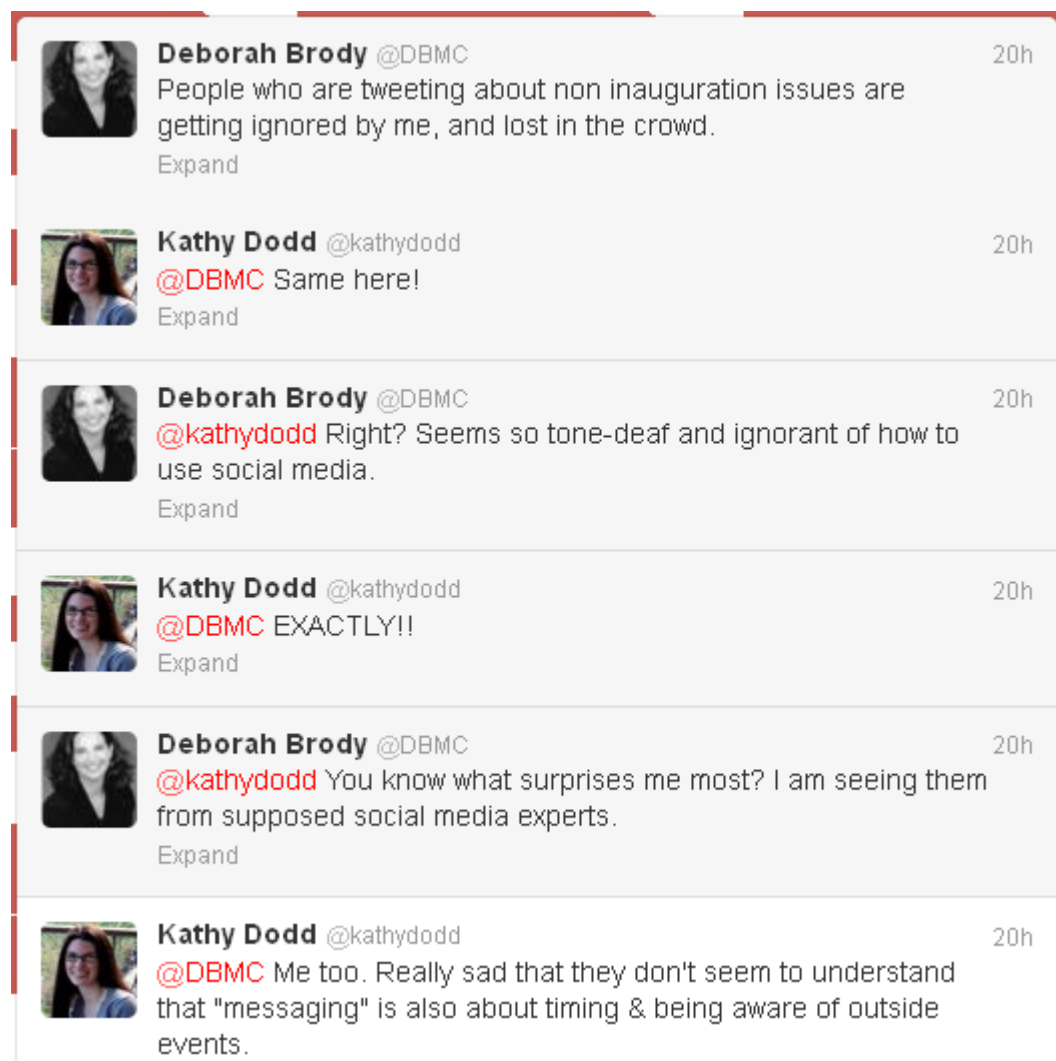 Deborah Brody @DBMC 20h
People who are tweeting about non inauguration issues are
getting ignored by me, and lost in the crowd.
Expand
Kathy Dodd @kathydodd 20h
@DBMC Same here!
Expand
Deborah Brody @DBMC 20h
@kathydodd Right? Seems so tone-deaf and ignorant of how to
use social media.
Expand
Kathy Dodd @kathydodd 20h
@DBMC EXACTLY!!
Expand
Deborah Brody @DBMC 20h
@kathydodd You know what surprises me most? I am seeing them
from supposed social media experts.
Expand
Kathy Dodd @kathydodd 20h
@DBMC Me too. Really sad that they don't seem to understand
that "messaging" is also about timing & being aware of outside
events.